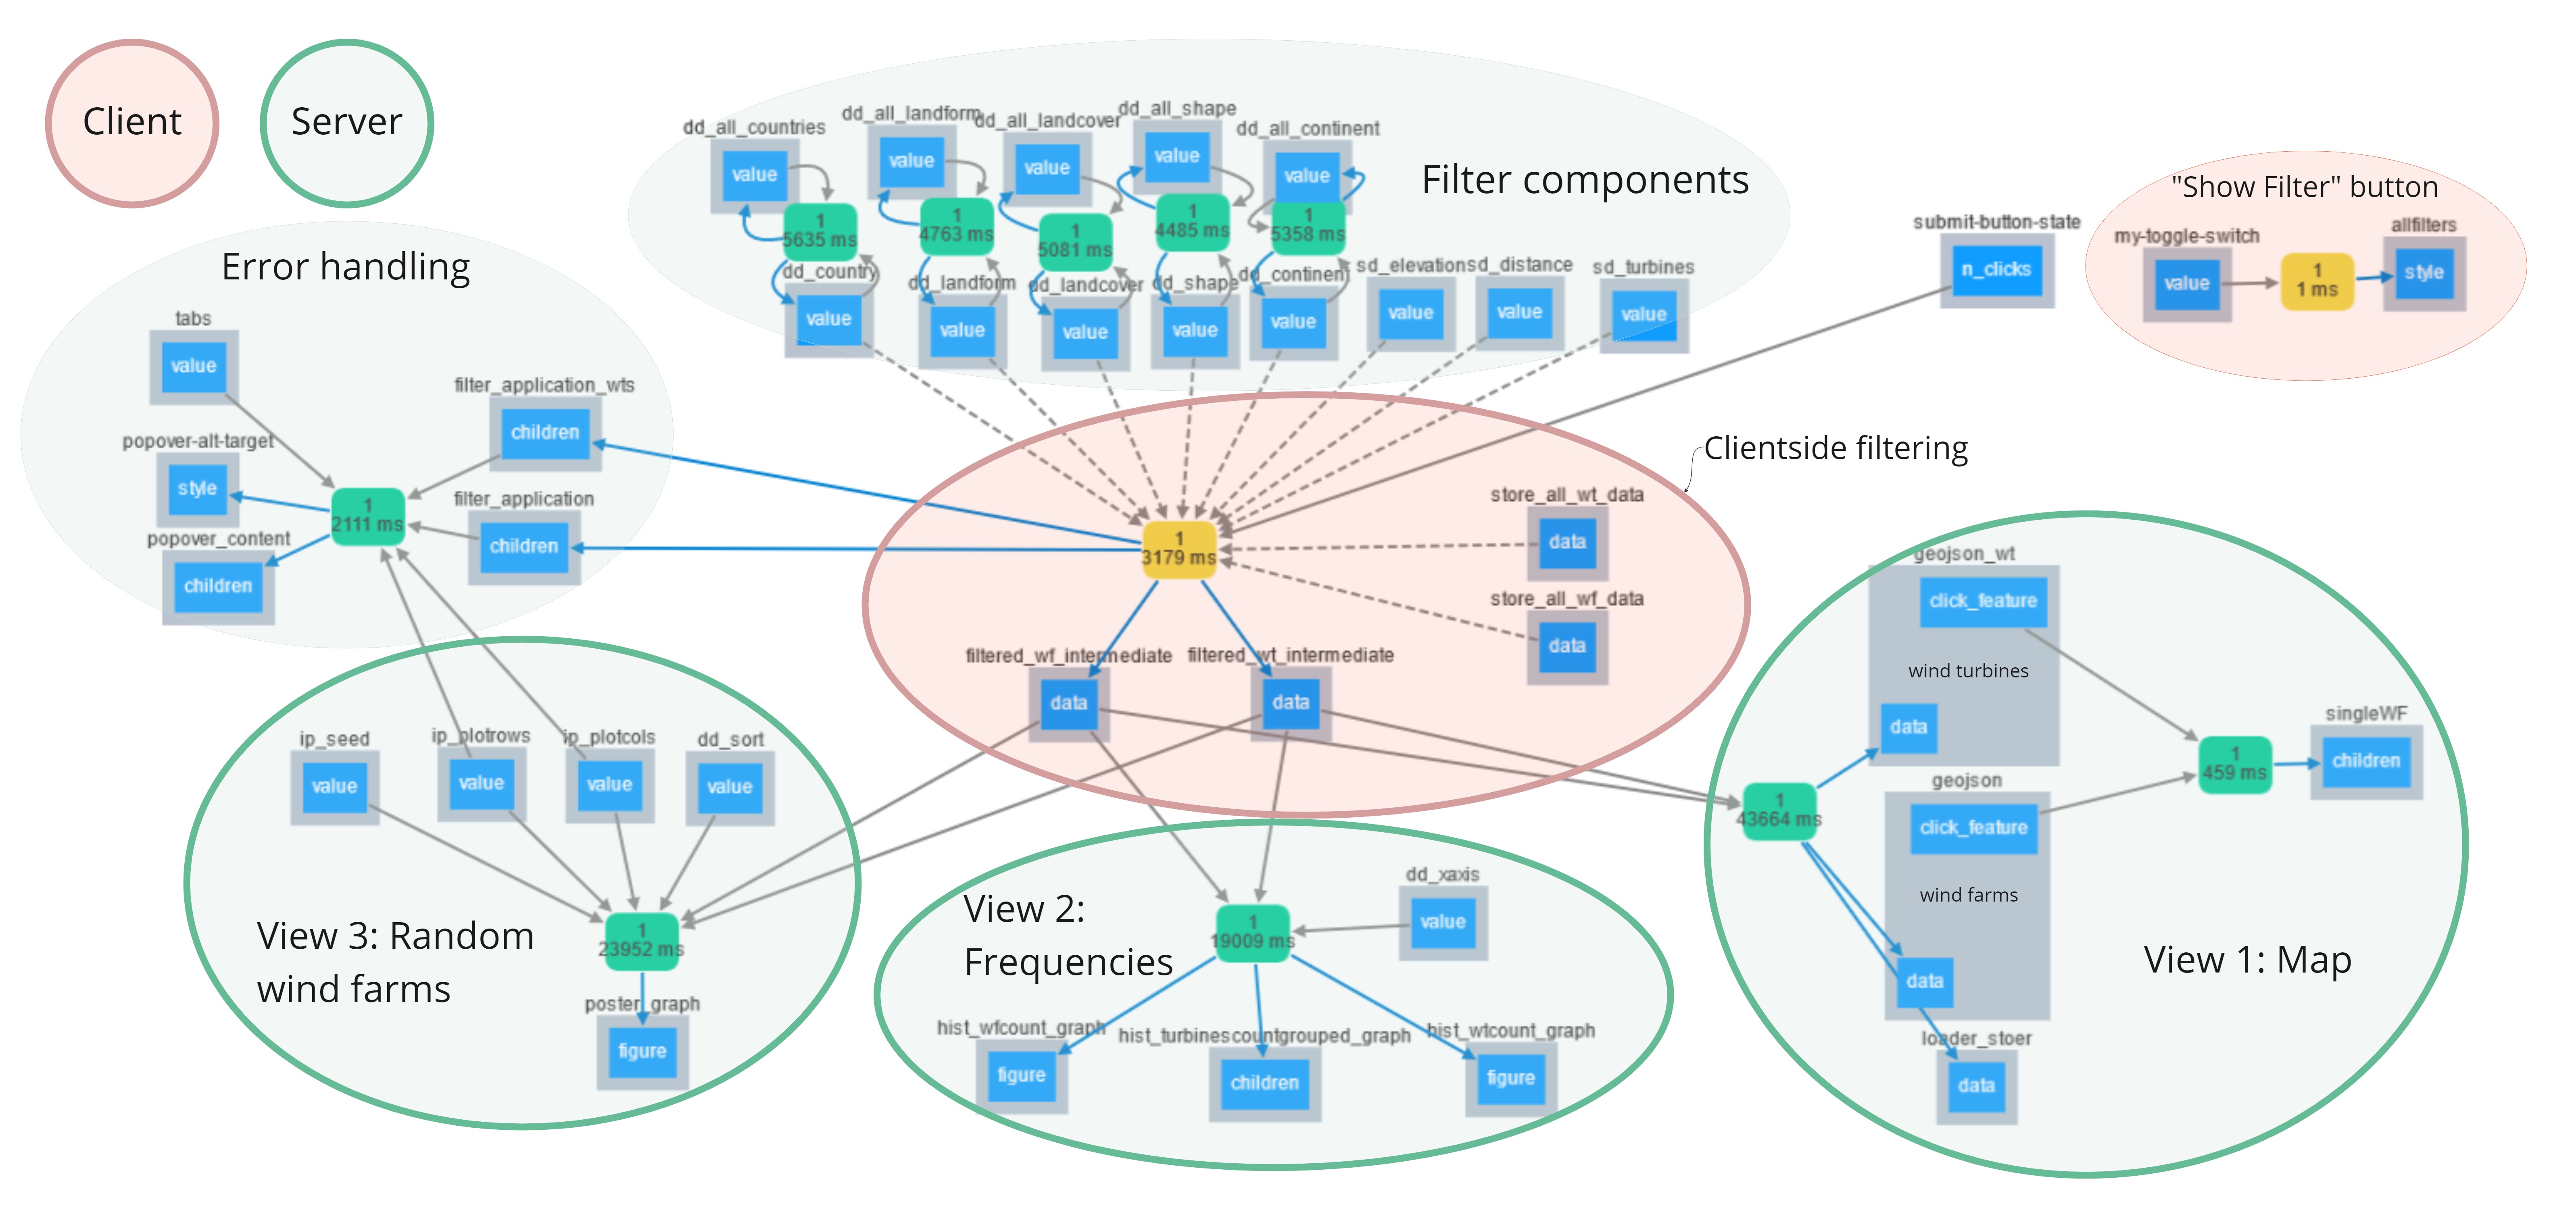 Client
Server
Filter components
dd_all_countries
value
dd_all_landform
value
dd_all_landcover
value
dd_all_shape
value
dd_all_continent
value
1
5635 ms
1
4763 ms
1
5081 ms
1
4485 ms
1
5358 ms
dd_country
value
dd_landform
value
dd_landcover
value
dd_shape
value
dd_continent
value
sd_elevation
value
sd_distance
value
sd_turbines
value
submit-button-state
n_clicks
"Show Filter" button
my-toggle-switch
value
1
1 ms
allfilters
style
Error handling
tabs
value
filter_application_wts
children
popover-alt-target
style
1
2111 ms
filter_application
children
popover_content
children
Clientside filtering
1
3179 ms
store_all_wt_data
data
store_all_wf_data
data
filtered_wf_intermediate
data
filtered_wt_intermediate
data
geojson_wt
click_feature
wind turbines
data
geojson
click_feature
wind farms
data
loader_stoer
data
1
43664 ms
1
459 ms
singleWF
children
View 1: Map
ip_seed
value
ip_plotrows
value
ip_plotcols
value
dd_sort
value
View 3: Random
wind farms
1
23952 ms
poster_graph
figure
View 2:
Frequencies
1
19009 ms
dd_xaxis
value
hist_wfcount_graph
figure
hist_turbinescountgrouped_graph
children
hist_wtcount_graph
figure